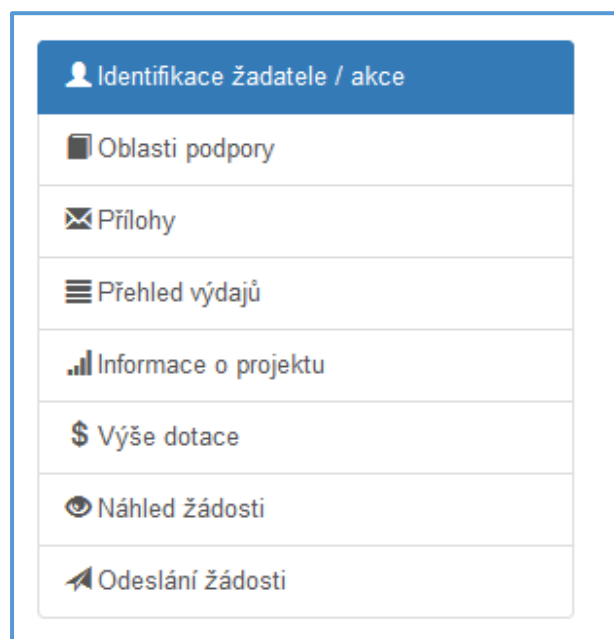 Identifikace žadatele / akce
Oblasti podpory
Přílohy
Přehled výdajů
Informace o projektu
Výše dotace
Náhled žádosti
Odeslání žádosti